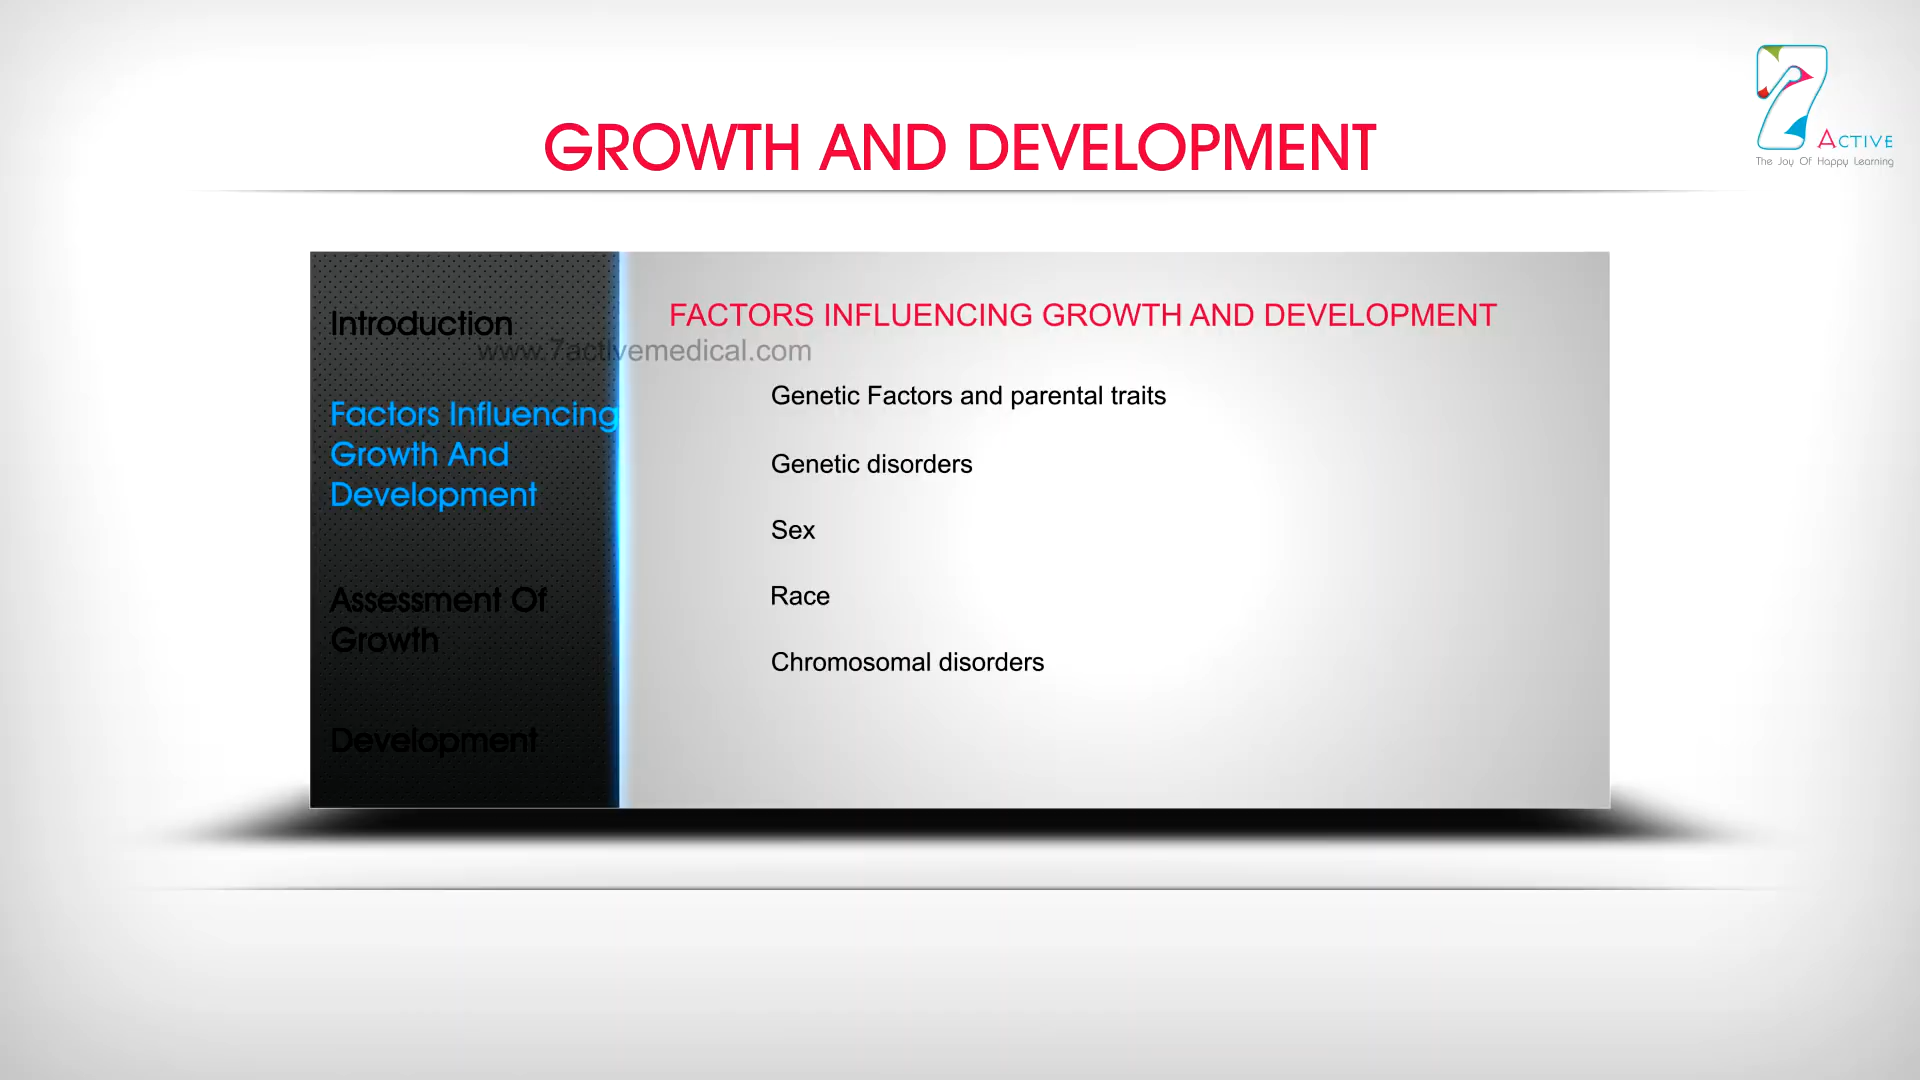 7
ACTIVE
The Joy Of Happy Learning
GROWTH AND DEVELOPMENT
Introduction
Factors Influencing
Growth And
Development
Assessment Of
Growth
Development
www.7activemedical.com
FACTORS INFLUENCING GROWTH AND DEVELOPMENT
Genetic Factors and parental traits
Genetic disorders
Sex
Race
Chromosomal disorders